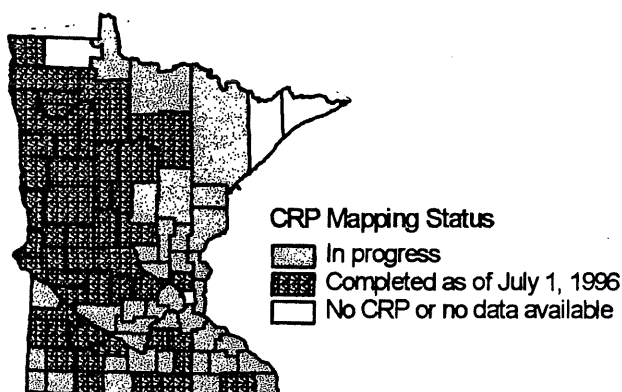 CRP Mapping Status
In progress
Completed as of July 1, 1996
No CRP or no data available